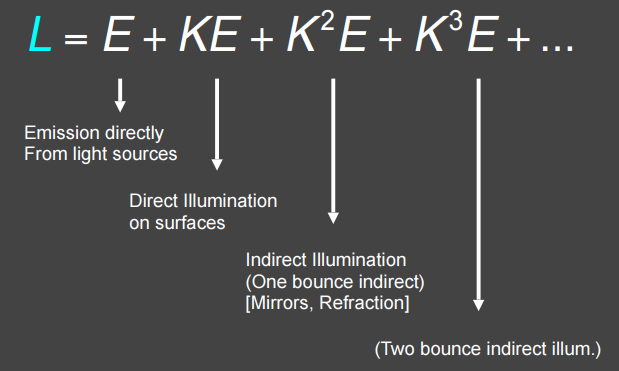 L = E + KE + K²E + K³E + ...
Emission directly
From light sources
Direct Illumination
on surfaces
Indirect Illumination
(One bounce indirect)
[Mirrors, Refraction]
(Two bounce indirect illum.)